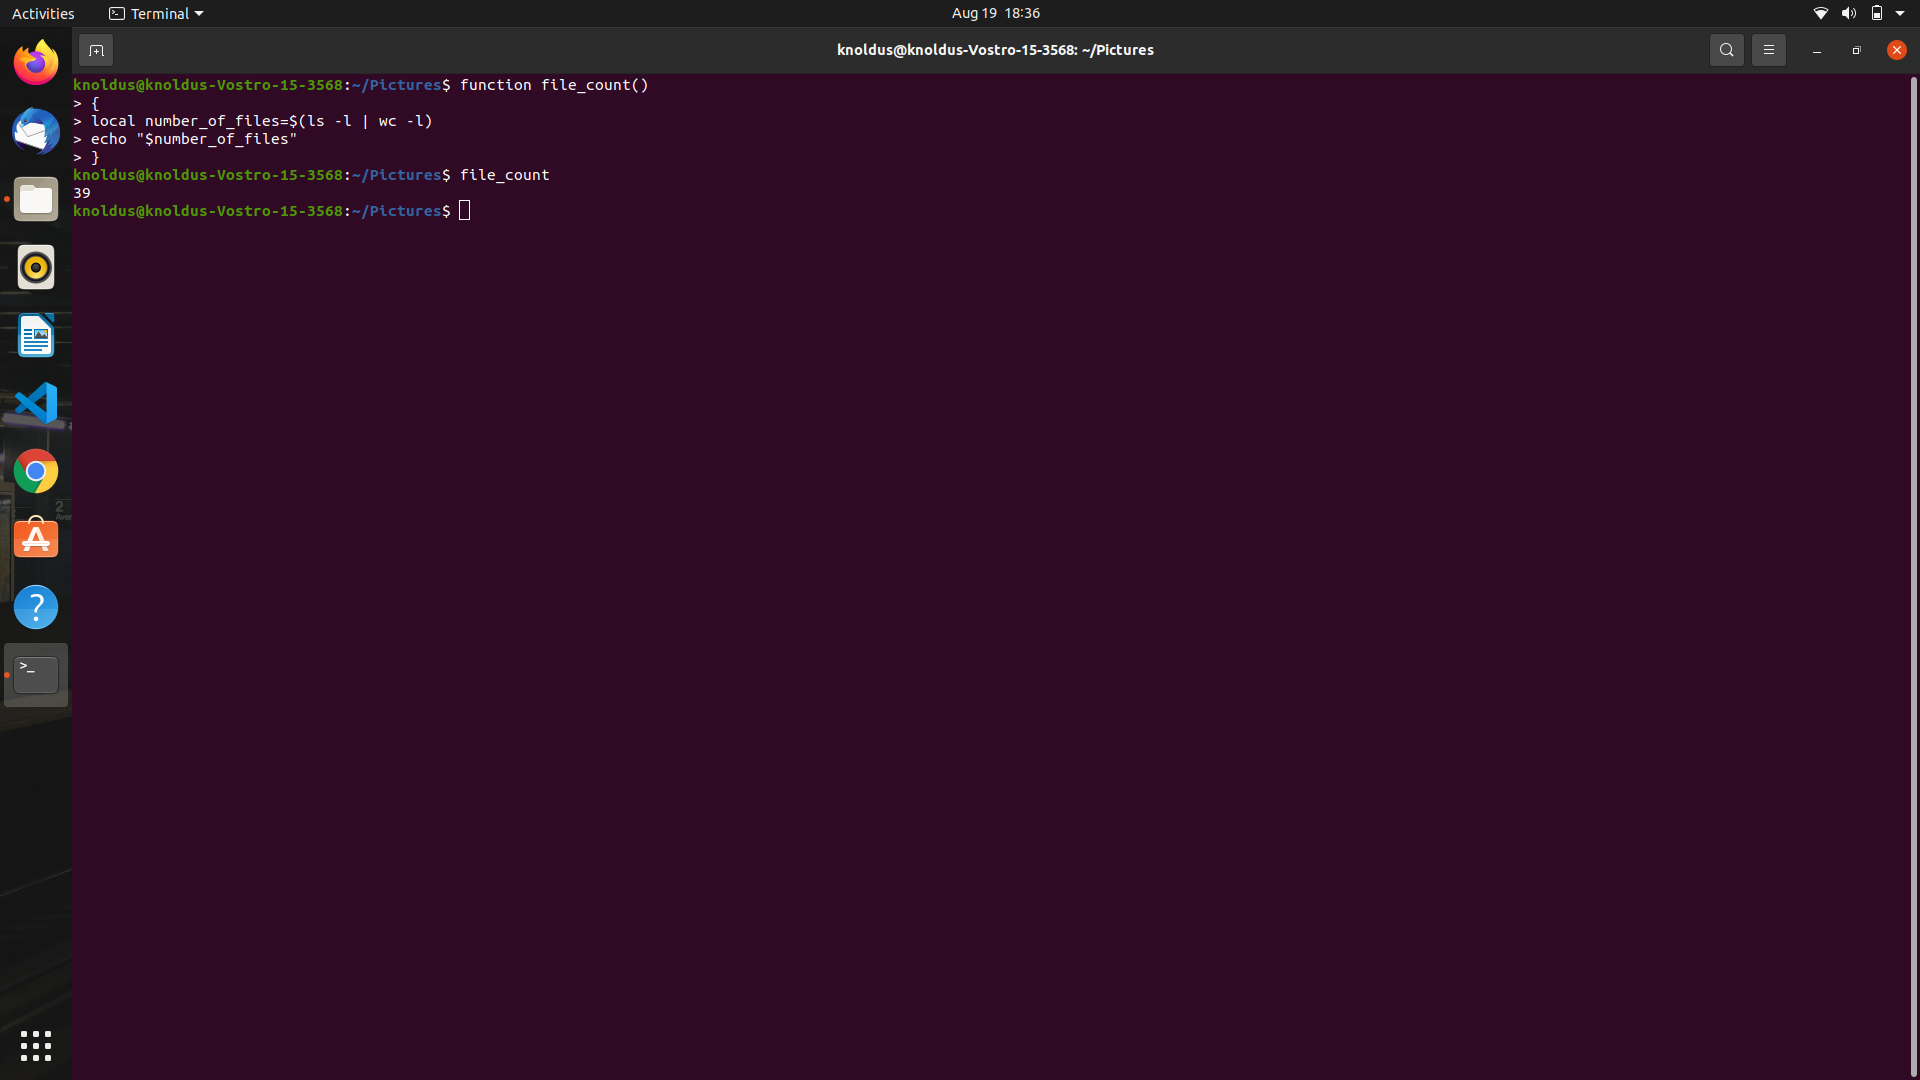 Activities
Terminal
Aug 19 18:36
knoldus@knoldus-Vostro-15-3568: ~/Pictures
knoldus@knoldus-Vostro-15-3568:~/Pictures$ function file_count()
> {
> local number_of_files=$(ls -l | wc -l)
> echo "$number_of_files"
> }
knoldus@knoldus-Vostro-15-3568:~/Pictures$ file_count
39
knoldus@knoldus-Vostro-15-3568:~/Pictures$
2
>_